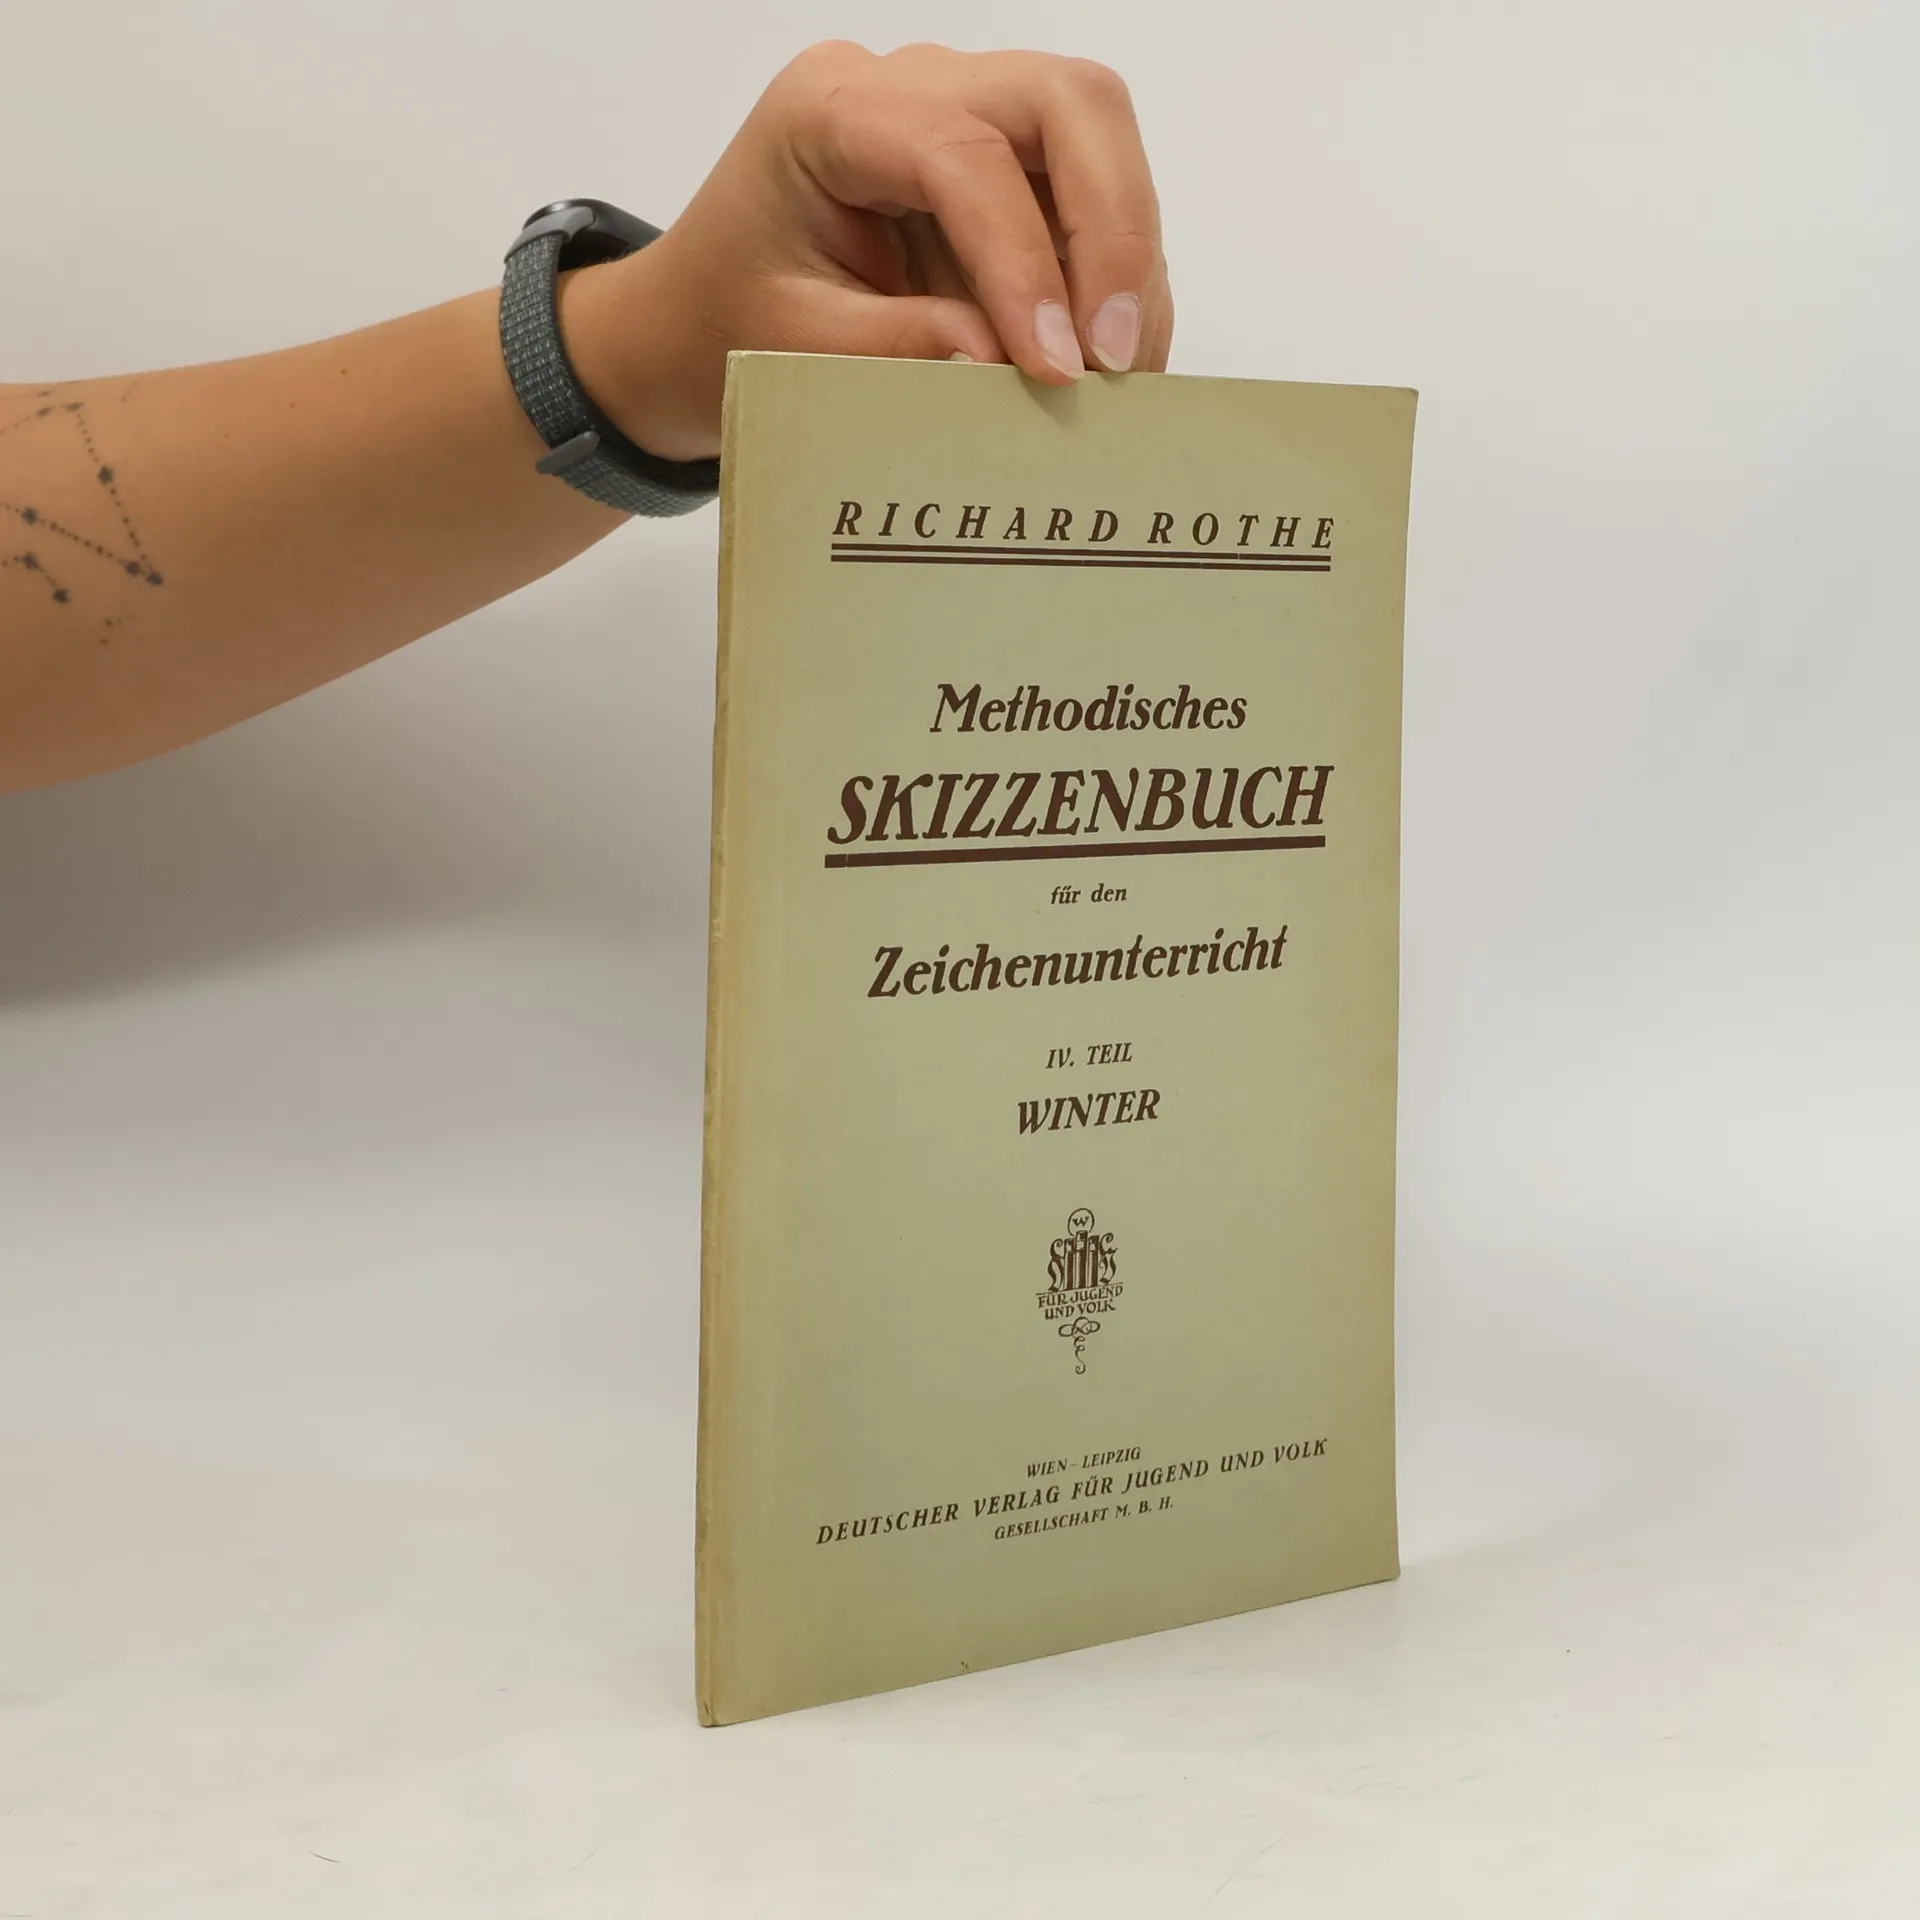 RICHARD ROTHE
Methodisches
SKIZZENBUCH
für den
Zeichenunterricht
IV. TEIL
WINTER
W
FÜR JUGEND
UND VOLK
WIEN – LEIPZIG
DEUTSCHER VERLAG FÜR JUGEND UND VOLK
GESELLSCHAFT M. B. H.